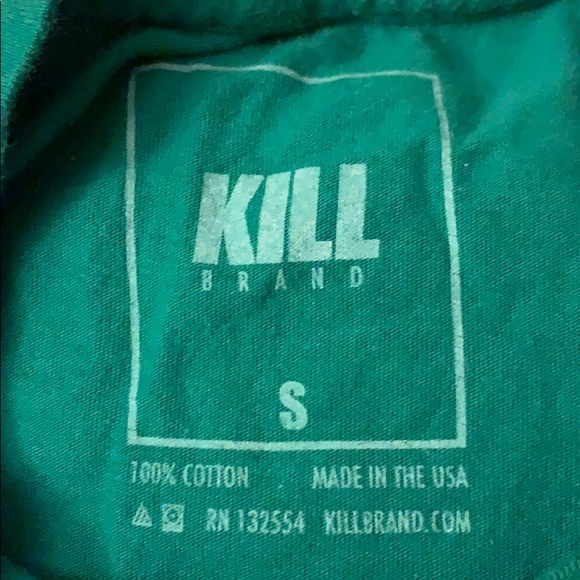 KILL
BRAND
S
100% COTTON MADE IN THE USA
RN 132554 KILLBRAND.COM